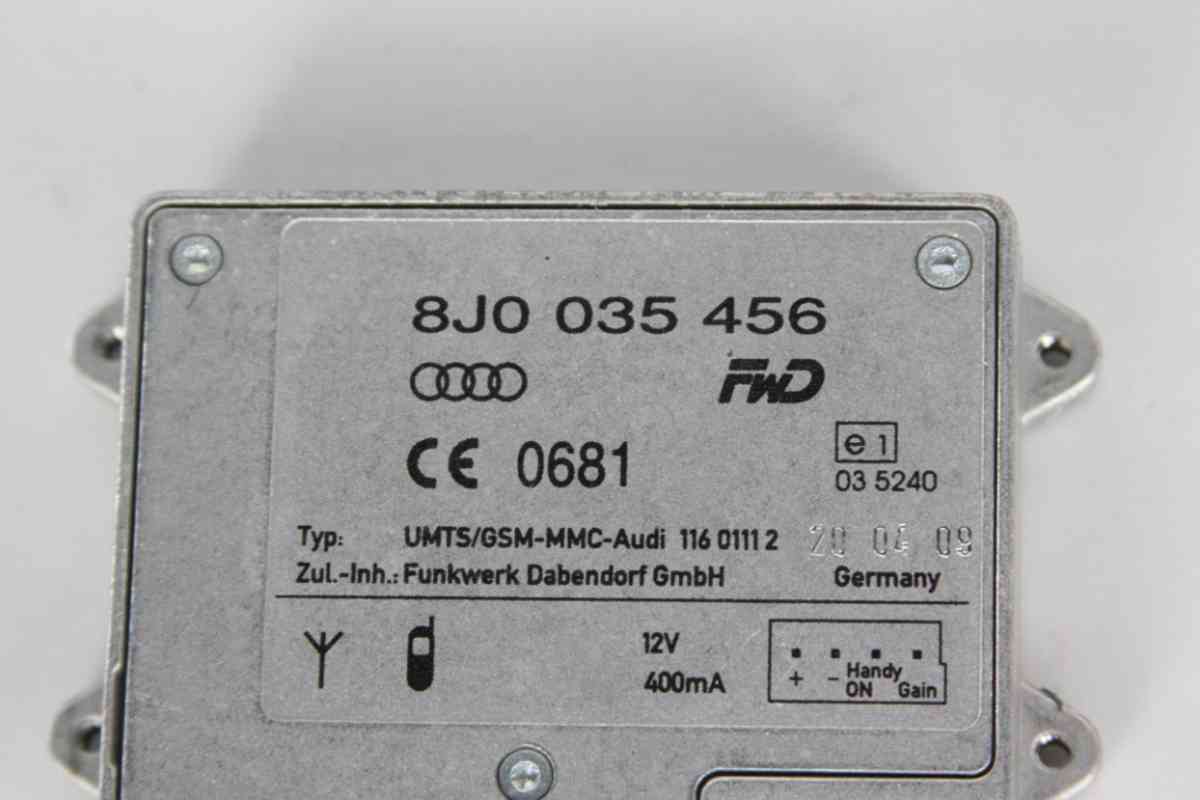 8J0 035 456
FWD
CE 0681
e 1
03 5240
Typ: UMTS/GSM-MMC-Audi 116 0111 2 20 04 09
Zul.-Inh.: Funkwerk Dabendorf GmbH Germany
12V
400mA
+ - Handy ON Gain